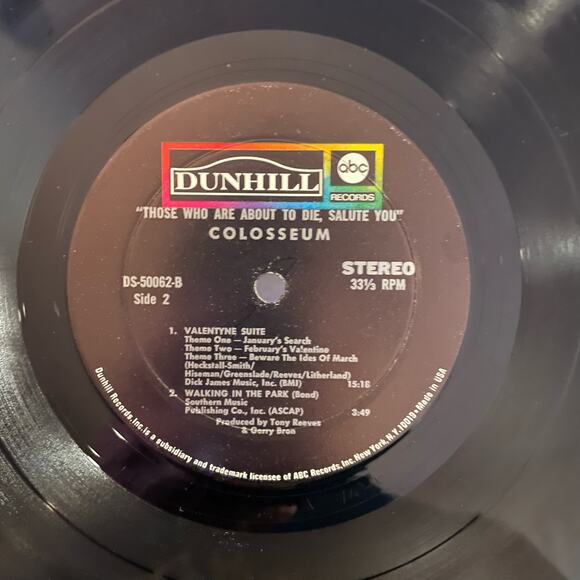 DUNHILL
abc
RECORDS
"THOSE WHO ARE ABOUT TO DIE, SALUTE YOU"
COLOSSEUM
DS-50062-B
Side 2
STEREO
33⅓ RPM
1. VALENTYNE SUITE
Theme One — January's Search
Theme Two — February's Valentine
Theme Three — Beware The Ides Of March
(Heckstall-Smith/
Hiseman/Greenslade/Reeves/Litherland)
Dick James Music, Inc. (BMI) 15:18
2. WALKING IN THE PARK (Bond)
Southern Music
Publishing Co., Inc. (ASCAP) 3:49
Produced by Tony Reeves
& Gerry Bron
Dunhill Records, Inc. is a subsidiary and trademark licensee of ABC Records, Inc. New York, N.Y. 10019 • Made in USA